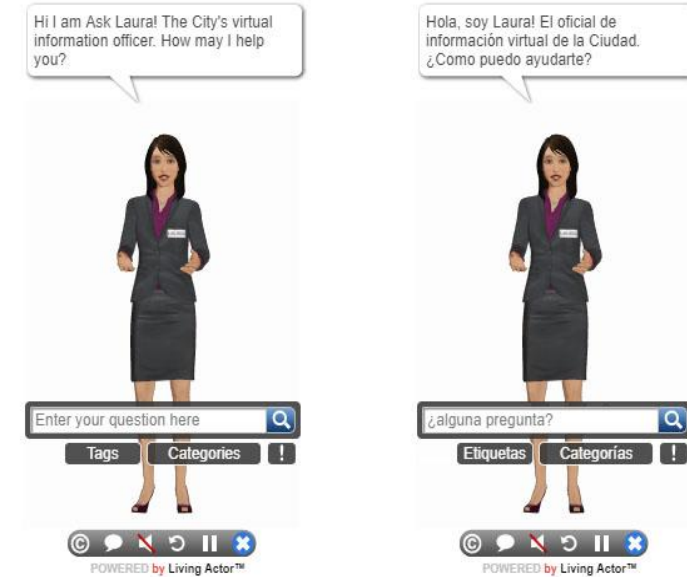 Hi I am Ask Laura! The City's virtual
information officer. How may I help
you?
Enter your question here
Tags
Categories
!
©
POWERED by Living Actor™
Hola, soy Laura! El oficial de
información virtual de la Ciudad.
¿Como puedo ayudarte?
¿alguna pregunta?
Etiquetas
Categorías
!
©
POWERED by Living Actor™